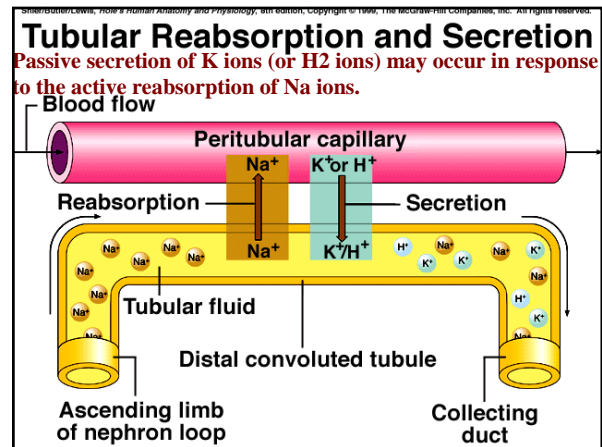 Shier/Butler/Lewis, Hole's Human Anatomy and Physiology, 8th edition, Copyright © 1999, The McGraw-Hill Companies, Inc. All rights reserved.
Tubular Reabsorption and Secretion
Passive secretion of K ions (or H2 ions) may occur in response
to the active reabsorption of Na ions.
Blood flow
Peritubular capillary
Na⁺ K⁺or H⁺
Reabsorption Secretion
Na⁺ K⁺/H⁺
Na⁺ Na⁺ Na⁺ Na⁺ Na⁺ Na⁺ Na⁺ Na⁺
H⁺ Na⁺ K⁺ K⁺ Na⁺ K⁺ Na⁺ H⁺ K⁺ Na⁺
Tubular fluid
Distal convoluted tubule
Ascending limb
of nephron loop
Collecting
duct